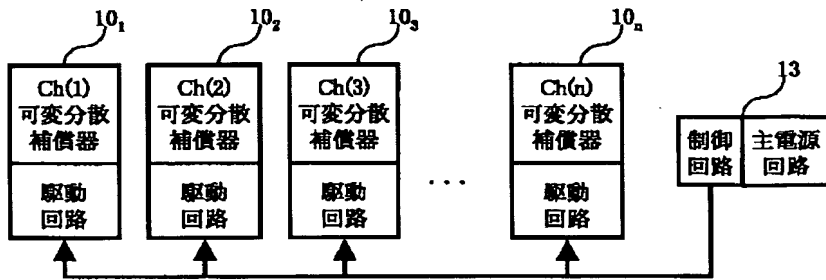 10₁
10₂
10₃
10ₙ
Ch(1)
可変分散
補償器
駆動
回路
Ch(2)
可変分散
補償器
駆動
回路
Ch(3)
可変分散
補償器
駆動
回路
...
Ch(n)
可変分散
補償器
駆動
回路
13
制御
回路
主電源
回路